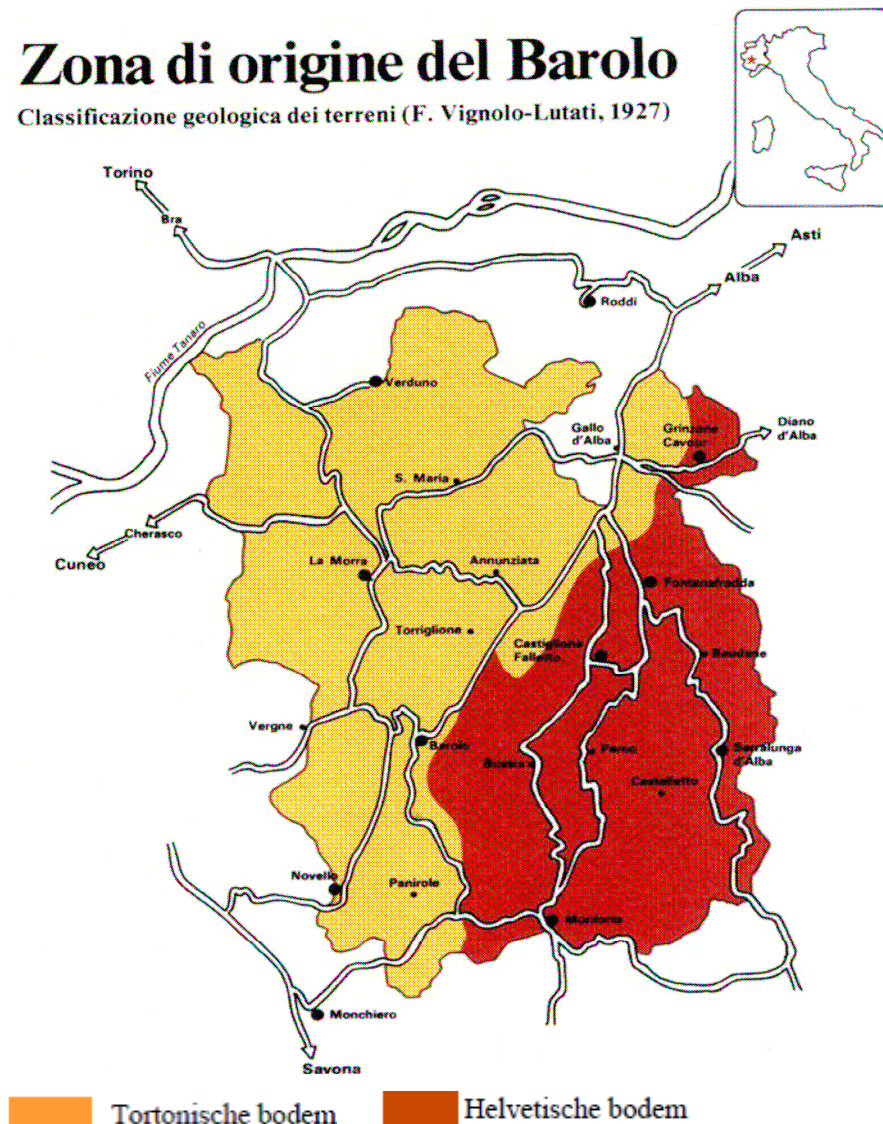 Zona di origine del Barolo
Classificazione geologica dei terreni (F. Vignolo-Lutati, 1927)
Torino
Bra
Asti
Alba
Roddi
Fiume Tanaro
Verduno
Gallo
d'Alba
Grinzane
Cavour
Diano
d'Alba
S. Maria
Cherasco
Cuneo
La Morra
Annunziata
Fontanafredda
Torriglione
Castiglione
Falletto
Baudana
Vergne
Barolo
Bussia
Perno
Serralunga
d'Alba
Castelletto
Novello
Panirole
Monforte
Monchiero
Savona
Tortonische bodem
Helvetische bodem